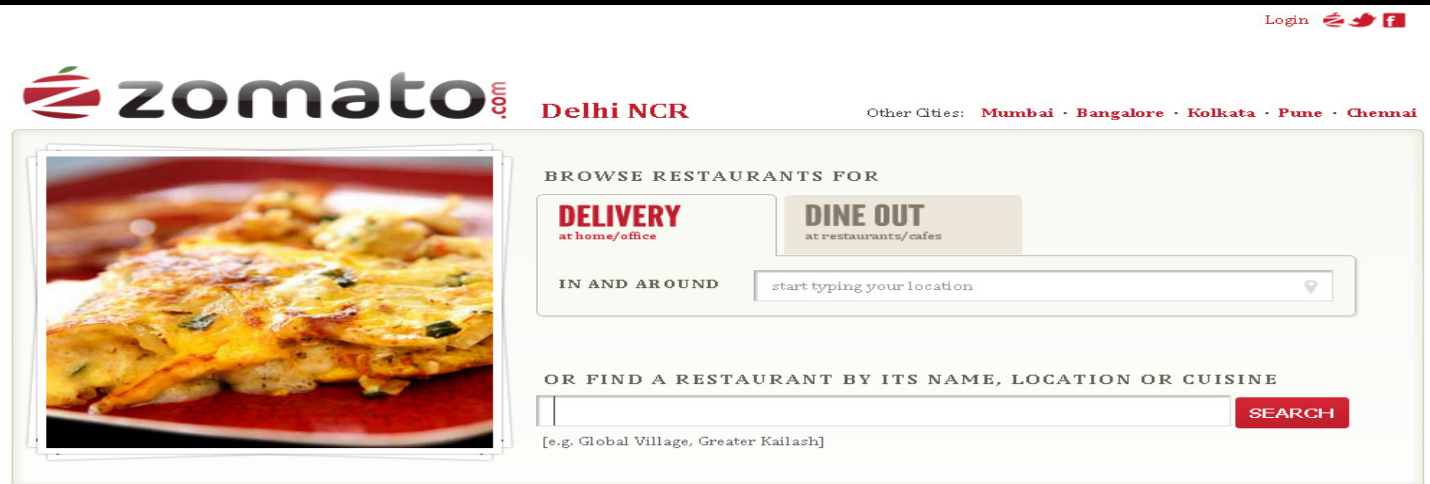 Login
zomato.com
Delhi NCR
Other Cities: Mumbai · Bangalore · Kolkata · Pune · Chennai
BROWSE RESTAURANTS FOR
DELIVERY
at home/office
DINE OUT
at restaurants/cafes
IN AND AROUND
start typing your location
OR FIND A RESTAURANT BY ITS NAME, LOCATION OR CUISINE
SEARCH
[e.g. Global Village, Greater Kailash]